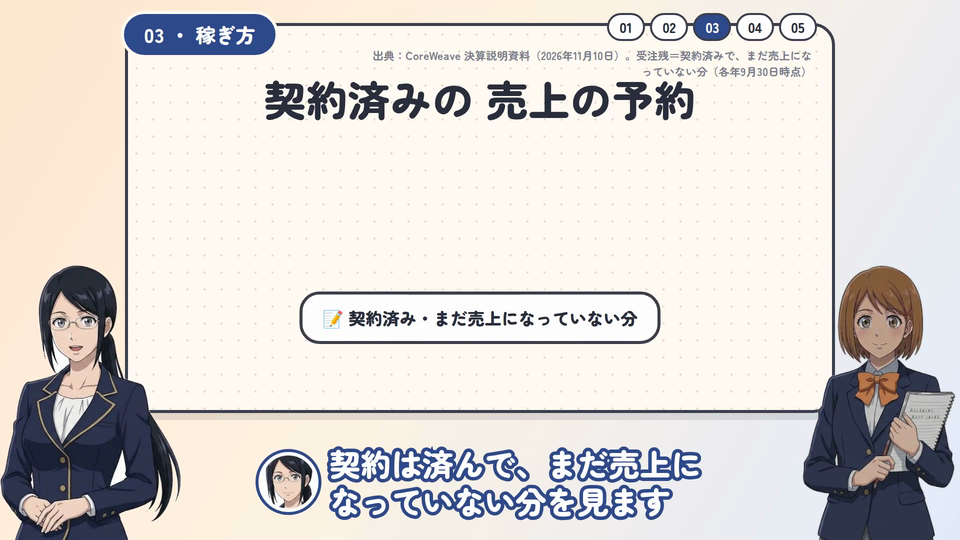 03 ・ 稼ぎ方
01 02 03 04 05
出典：CoreWeave 決算説明資料（2026年11月10日）。受注残＝契約済みで、まだ売上にな
っていない分（各年9月30日時点）
契約済みの 売上の予約
📝 契約済み・まだ売上になっていない分
契約は済んで、まだ売上に
なっていない分を見ます